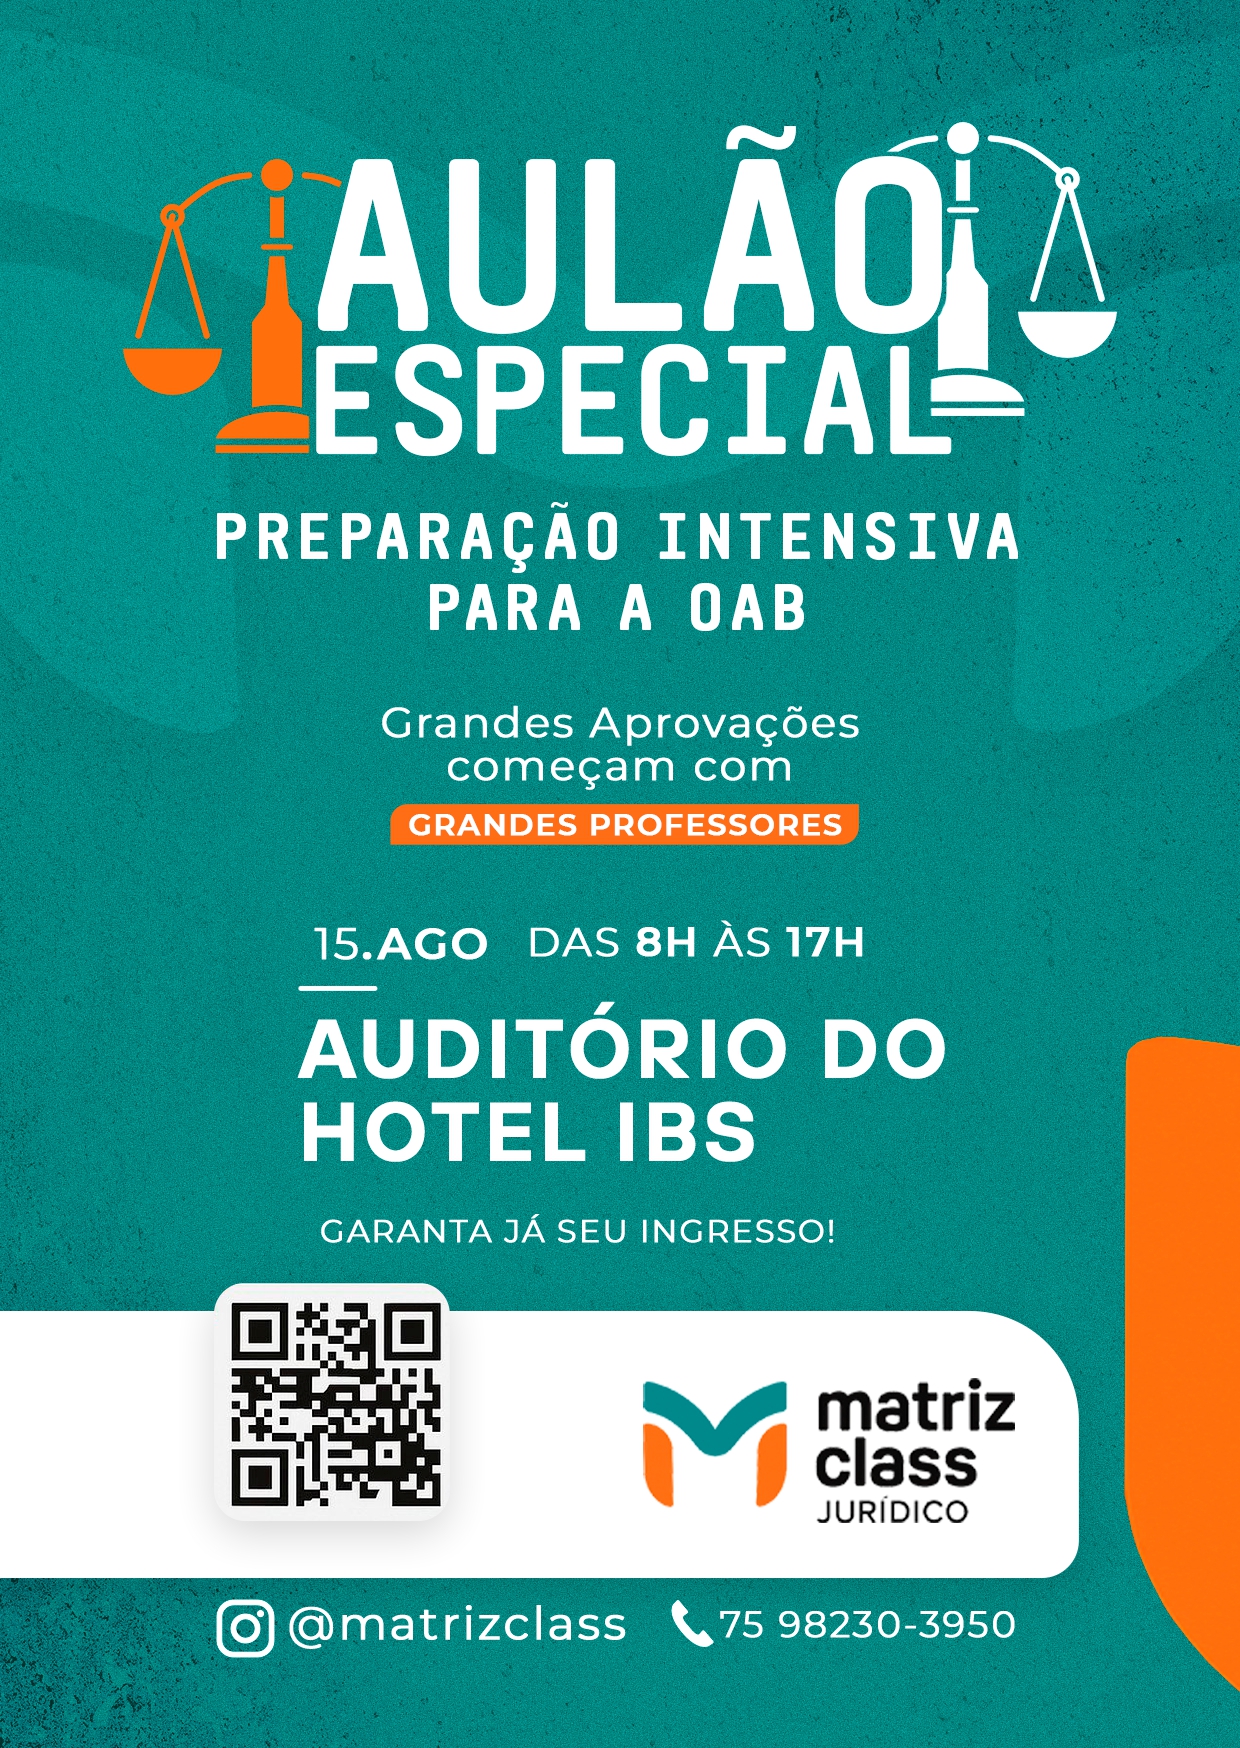 AULÃO
ESPECIAL
PREPARAÇÃO INTENSIVA
PARA A OAB
Grandes Aprovações
começam com
GRANDES PROFESSORES
15.AGO DAS 8H ÀS 17H
AUDITÓRIO DO
HOTEL IBS
GARANTA JÁ SEU INGRESSO!
matriz
class
JURÍDICO
@matrizclass 75 98230-3950